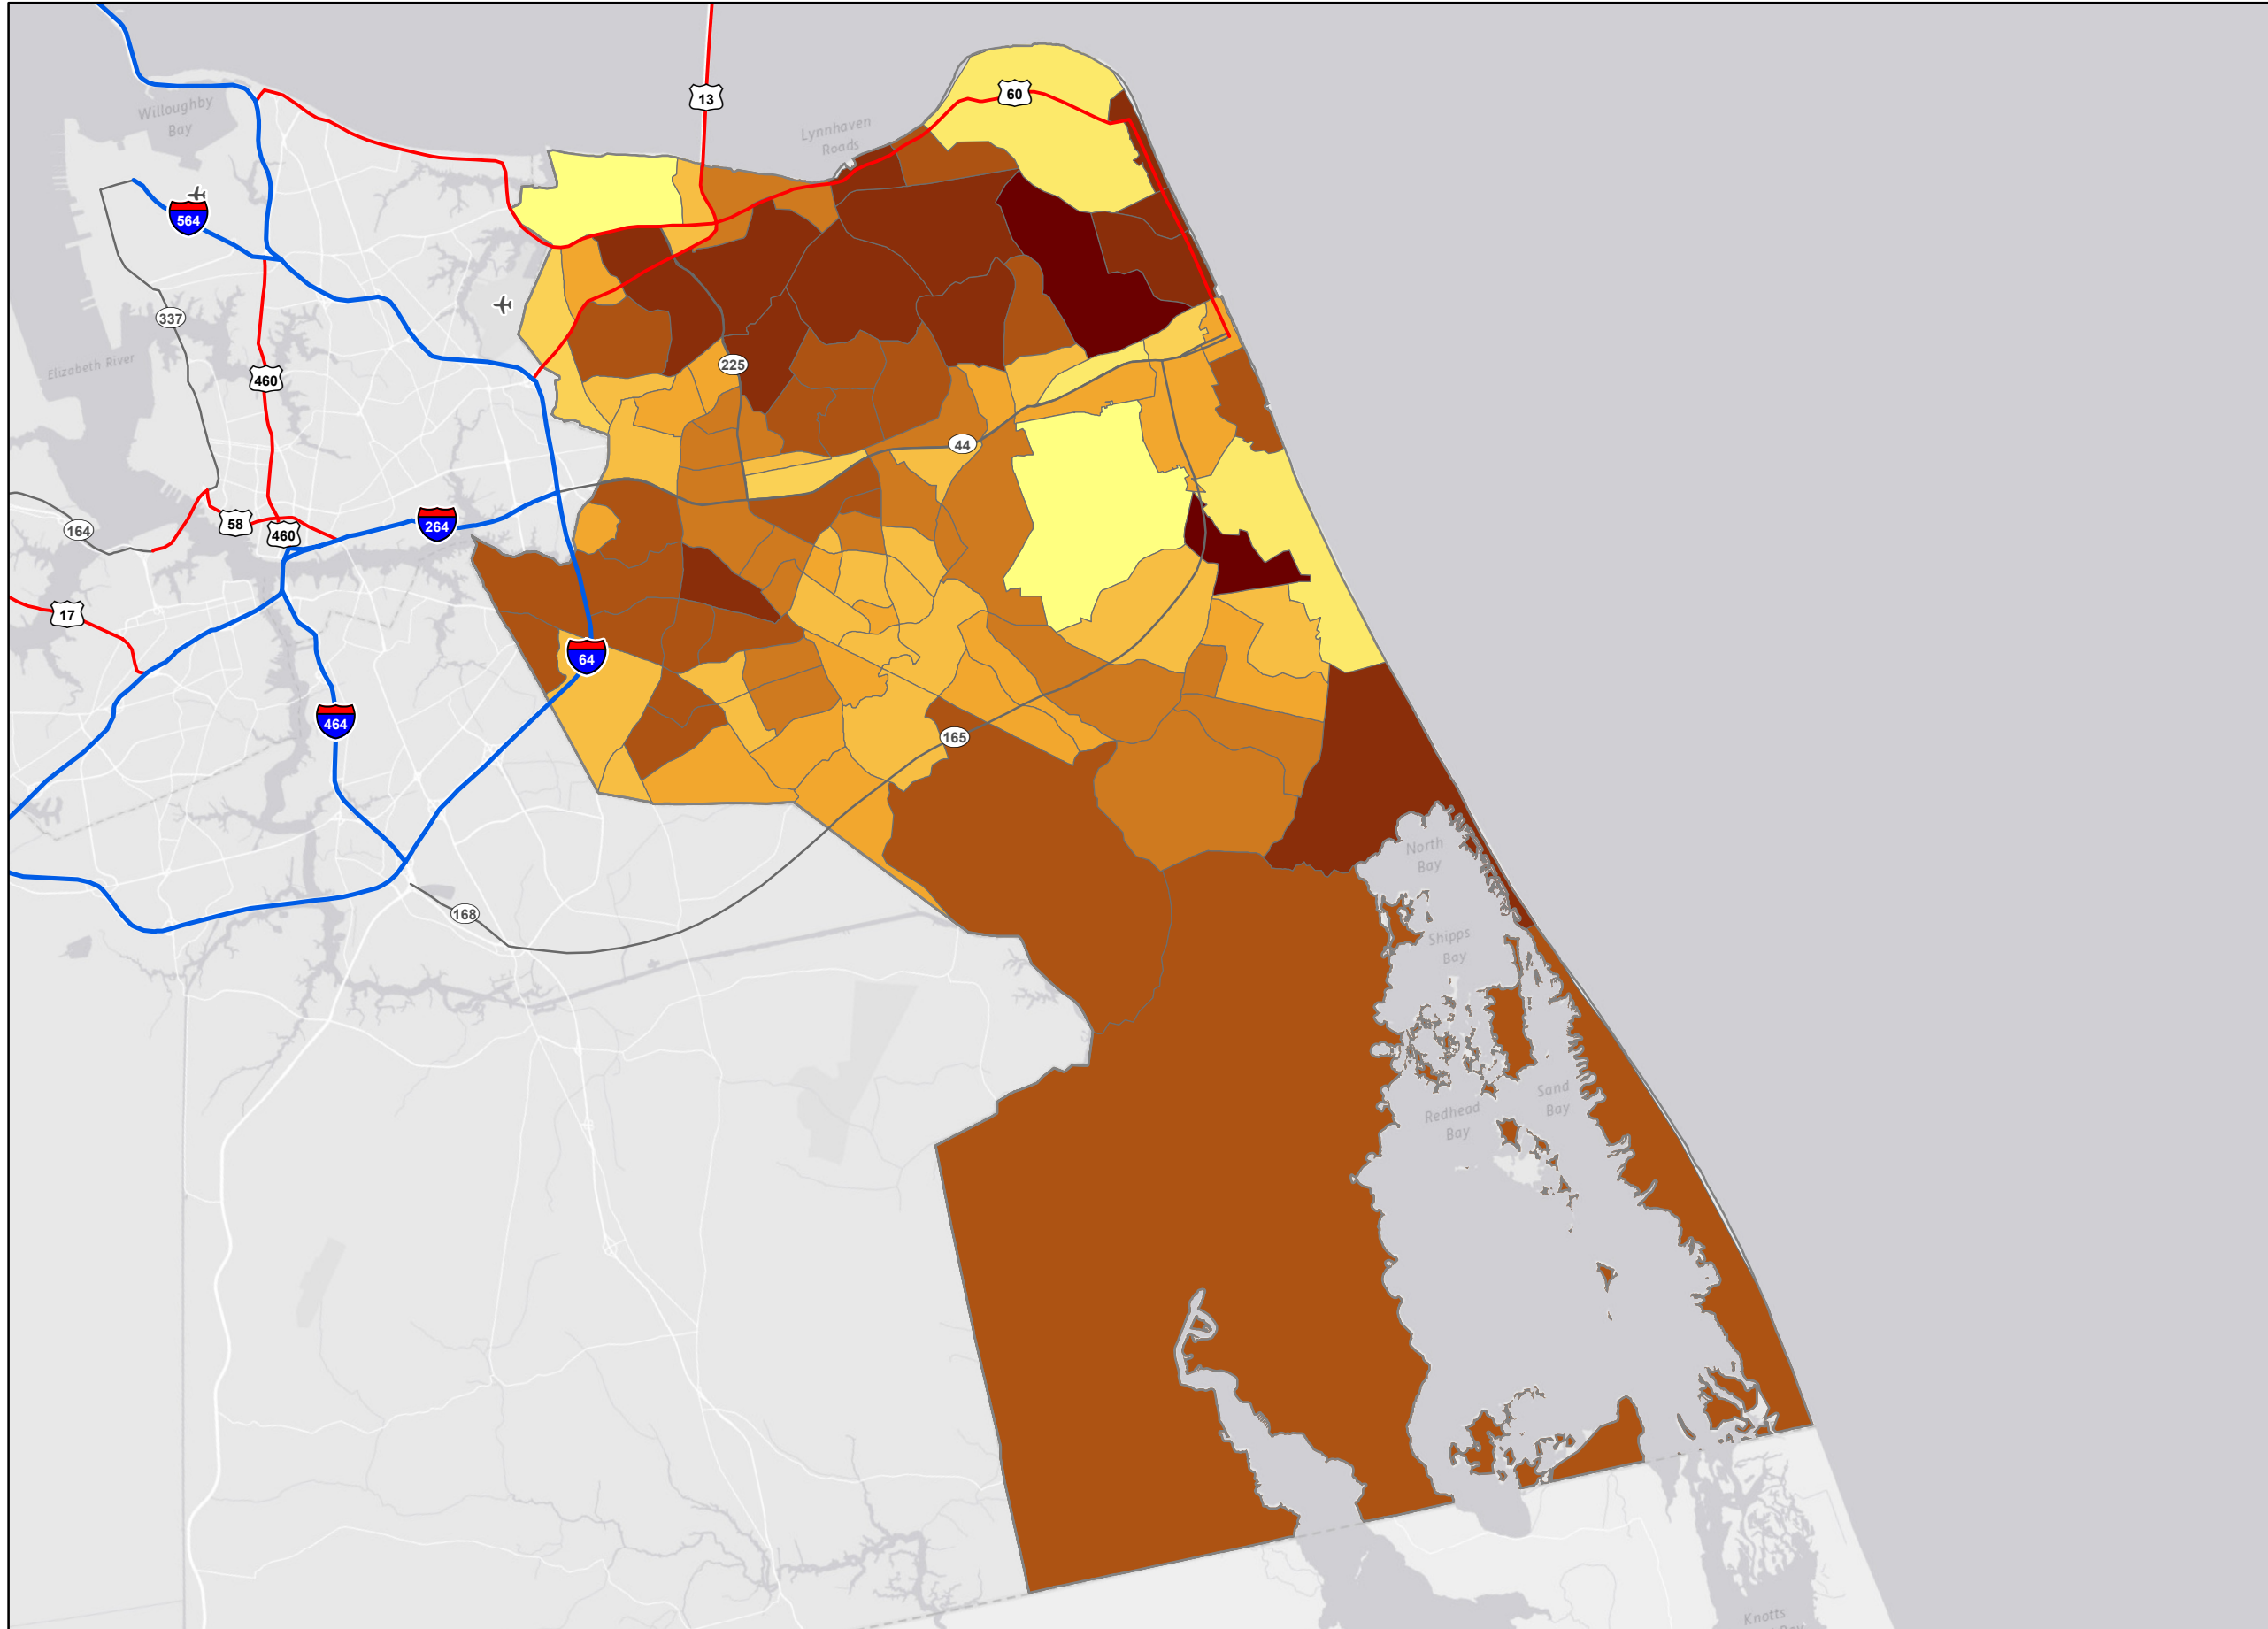 Willoughby
Bay
13
60
Lynnhaven
Roads
564
337
Elizabeth River
460
225
44
164
58
460
264
17
64
464
165
168
North
Bay
Shipps
Bay
Sand
Bay
Redhead
Bay
Knotts